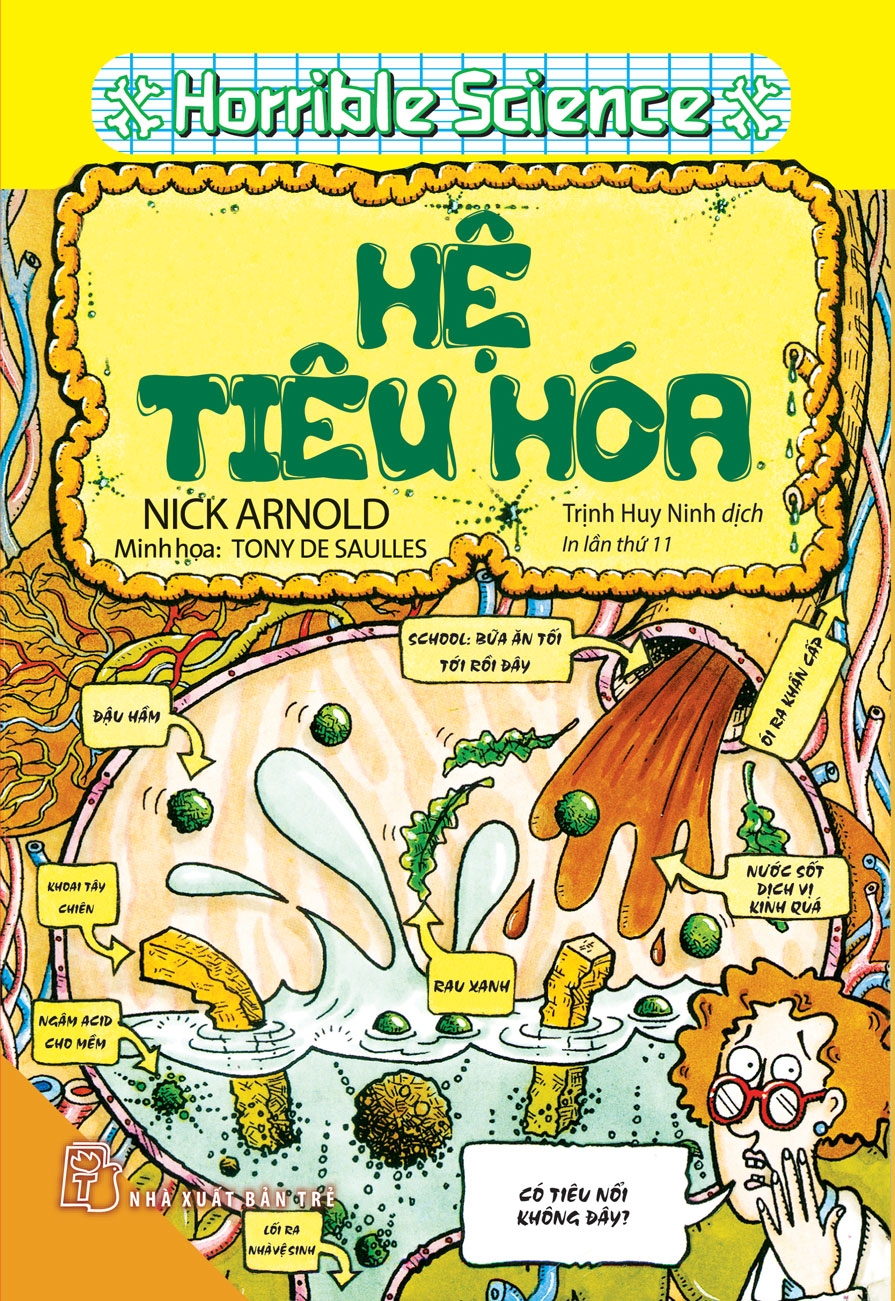 Horrible Science
HỆ
TIÊU HÓA
NICK ARNOLD
Minh họa: TONY DE SAULLES
Trịnh Huy Ninh dịch
In lần thứ 11
SCHOOL: BỮA ĂN TỐI
TỚI RỒI ĐÂY
ÓI RA KHẨN CẤP
ĐẬU HẦM
KHOAI TÂY
CHIÊN
NƯỚC SỐT
DỊCH VỊ
KINH QUÁ
RAU XANH
NGÂM ACID
CHO MỀM
CÓ TIÊU NỔI
KHÔNG ĐÂY?
T
NHÀ XUẤT BẢN TRẺ
LỐI RA
NHÀ VỆ SINH